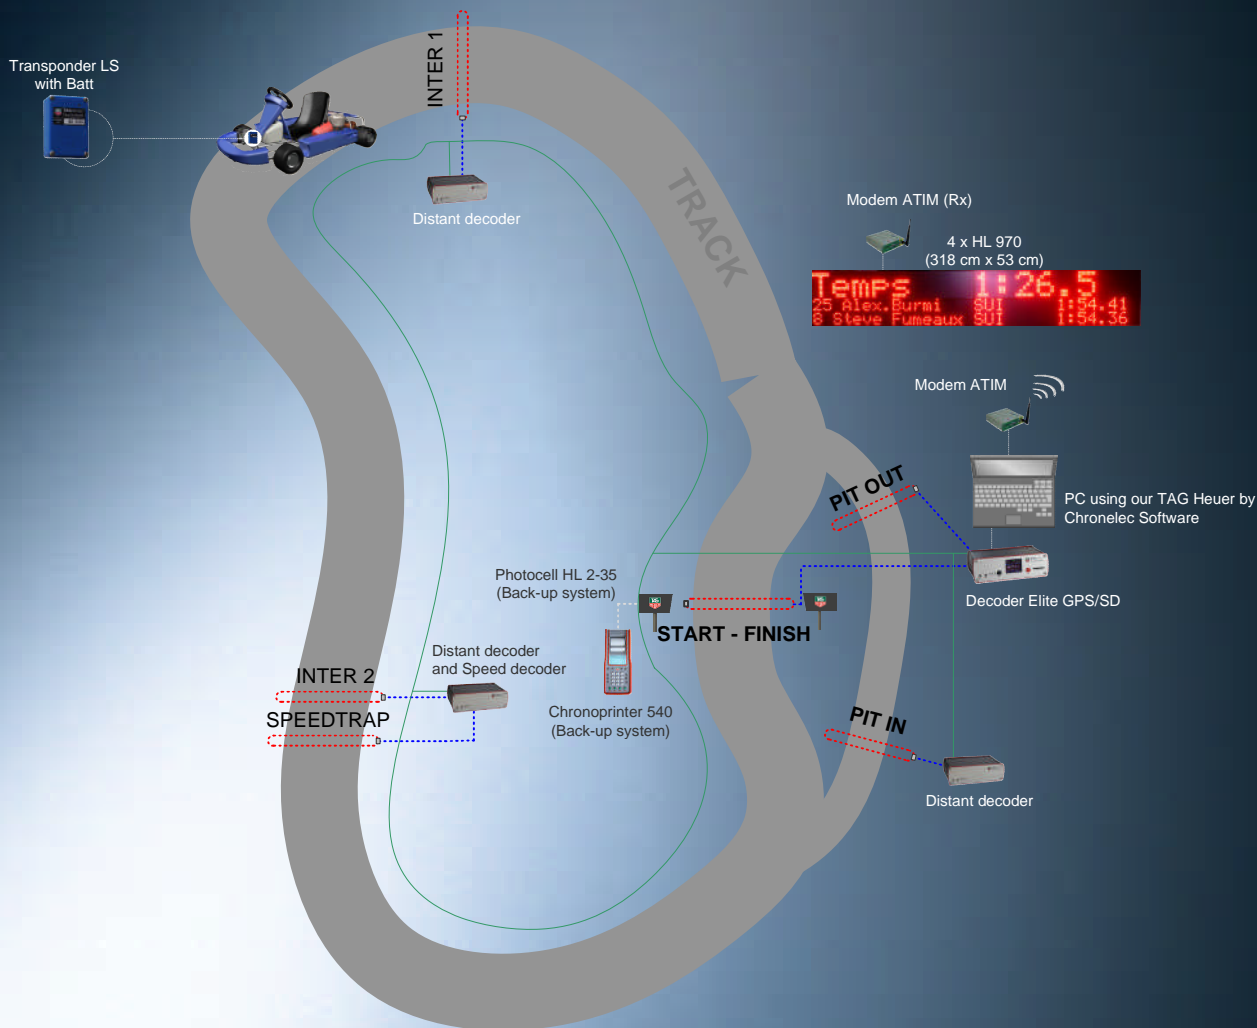 Transponder LS
with Batt
INTER 1
Distant decoder
TRACK
Modem ATIM (Rx)
4 x HL 970
(318 cm x 53 cm)
Temps 1:26.5
25 Alex.Burmi SUI 1:54.41
8 Steve Fumeaux SUI 1:54.36
Modem ATIM
PIT OUT
PC using our TAG Heuer by
Chronelec Software
Photocell HL 2-35
(Back-up system)
Decoder Elite GPS/SD
START - FINISH
Distant decoder
and Speed decoder
INTER 2
SPEEDTRAP
Chronoprinter 540
(Back-up system)
PIT IN
Distant decoder